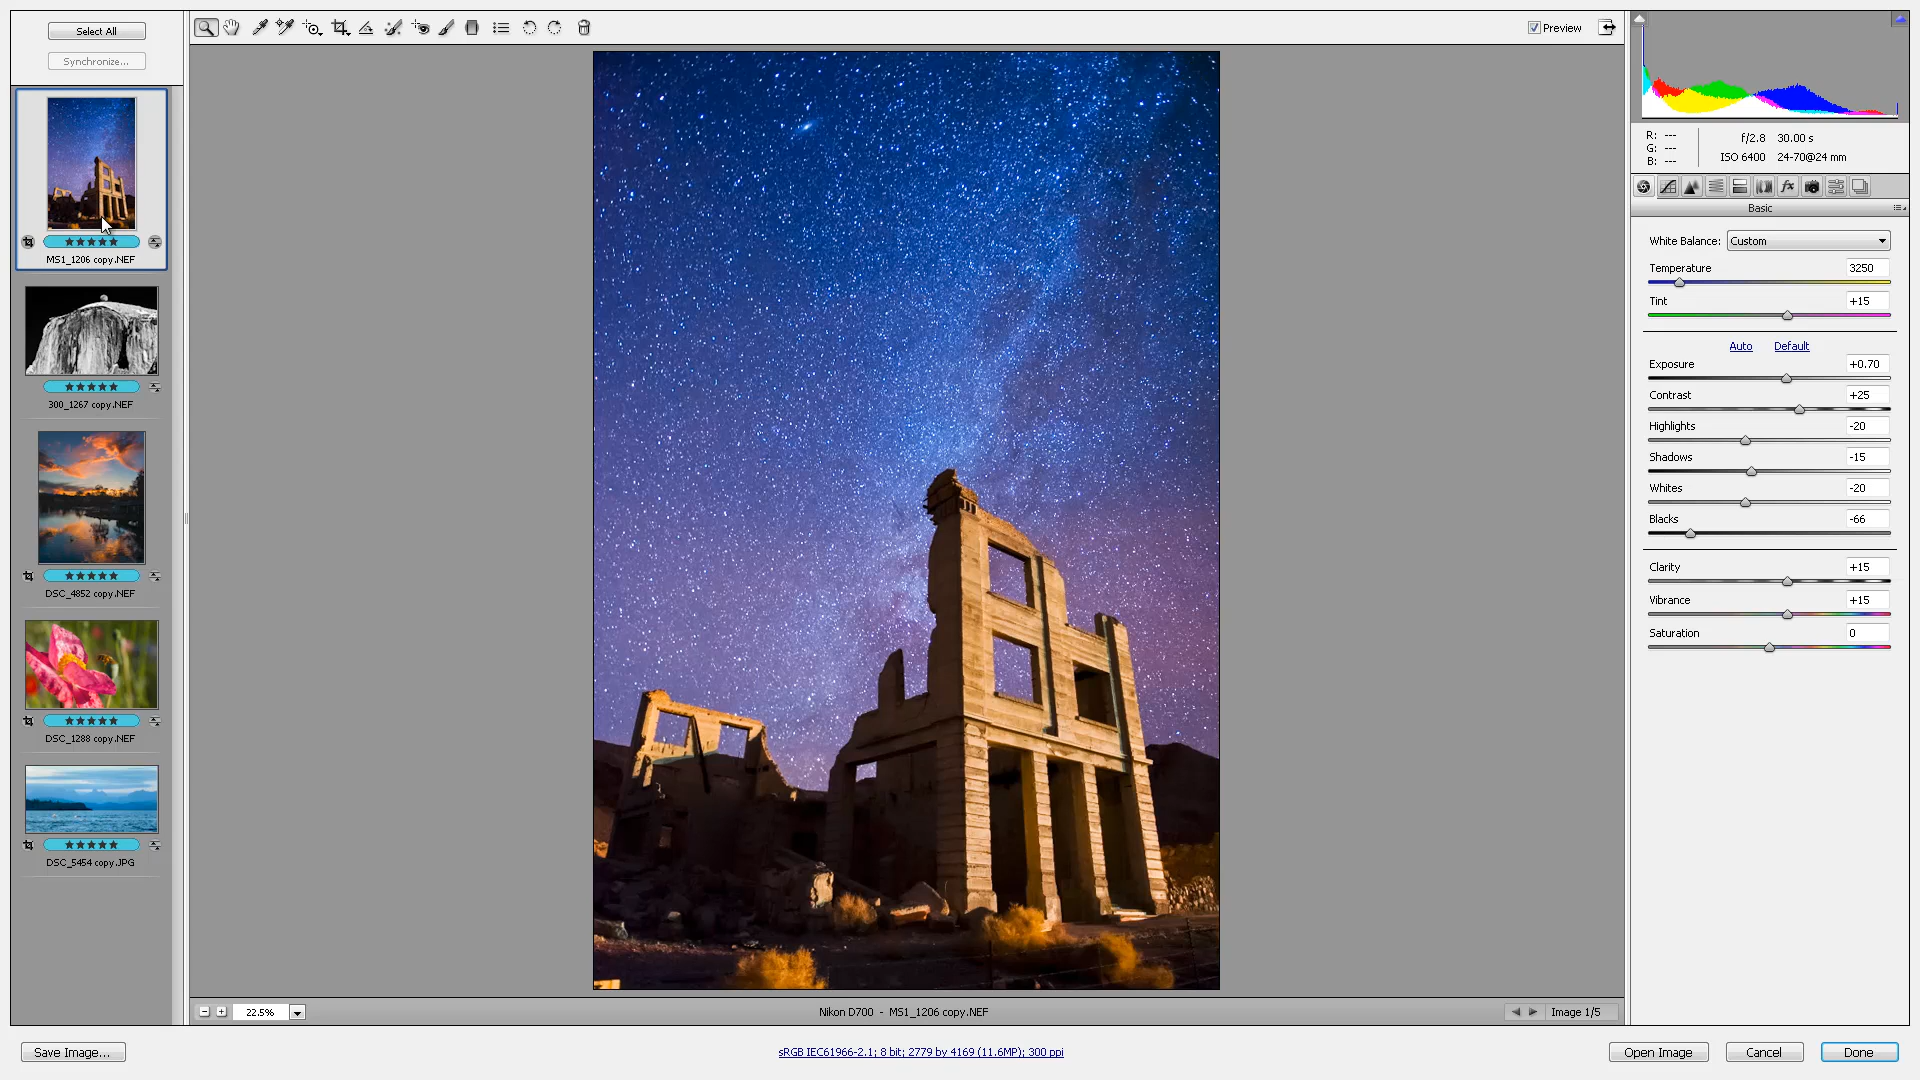 Select All
Synchronize...
MS1_1206 copy.NEF
300_1267 copy.NEF
DSC_4852 copy.NEF
DSC_1288 copy.NEF
DSC_5454 copy.JPG
Save Image...
Preview
22.5%
Nikon D700 - MS1_1206 copy.NEF
Image 1/5
sRGB IEC61966-2.1; 8 bit; 2779 by 4169 (11.6MP); 300 ppi
R: ---
G: ---
B: ---
f/2.8 30.00 s
ISO 6400 24-70@24 mm
fx
Basic
White Balance: Custom
Temperature 3250
Tint +15
Auto Default
Exposure +0.70
Contrast +25
Highlights -20
Shadows -15
Whites -20
Blacks -66
Clarity +15
Vibrance +15
Saturation 0
Open Image
Cancel
Done